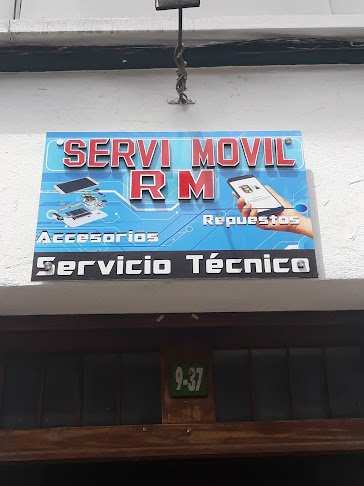 SERVI MOVIL
RM
Repuestos
Accesorios
Servicio Técnico
9-37